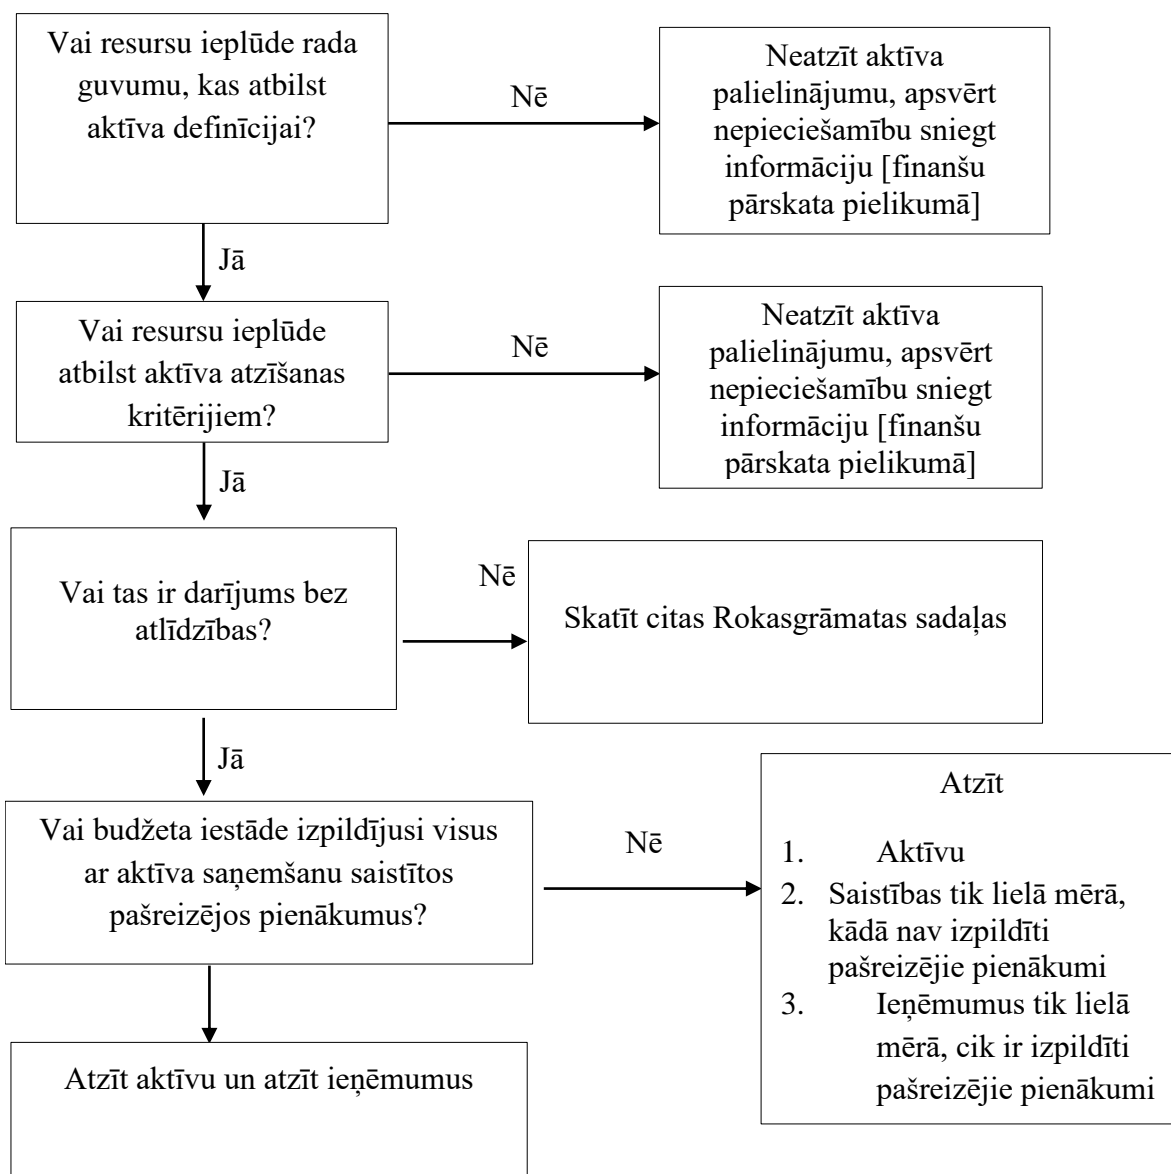 Vai resursu ieplūde rada
guvumu, kas atbilst
aktīva definīcijai?
Nē
Neatzīt aktīva
palielinājumu, apsvērt
nepieciešamību sniegt
informāciju [finanšu
pārskata pielikumā]
Jā
Vai resursu ieplūde
atbilst aktīva atzīšanas
kritērijiem?
Nē
Neatzīt aktīva
palielinājumu, apsvērt
nepieciešamību sniegt
informāciju [finanšu
pārskata pielikumā]
Jā
Vai tas ir darījums bez
atlīdzības?
Nē
Skatīt citas Rokasgrāmatas sadaļas
Jā
Vai budžeta iestāde izpildījusi visus
ar aktīva saņemšanu saistītos
pašreizējos pienākumus?
Nē
Atzīt
1. Aktīvu
2. Saistības tik lielā mērā,
kādā nav izpildīti
pašreizējie pienākumi
3. Ieņēmumus tik lielā
mērā, cik ir izpildīti
pašreizējie pienākumi
Atzīt aktīvu un atzīt ieņēmumus